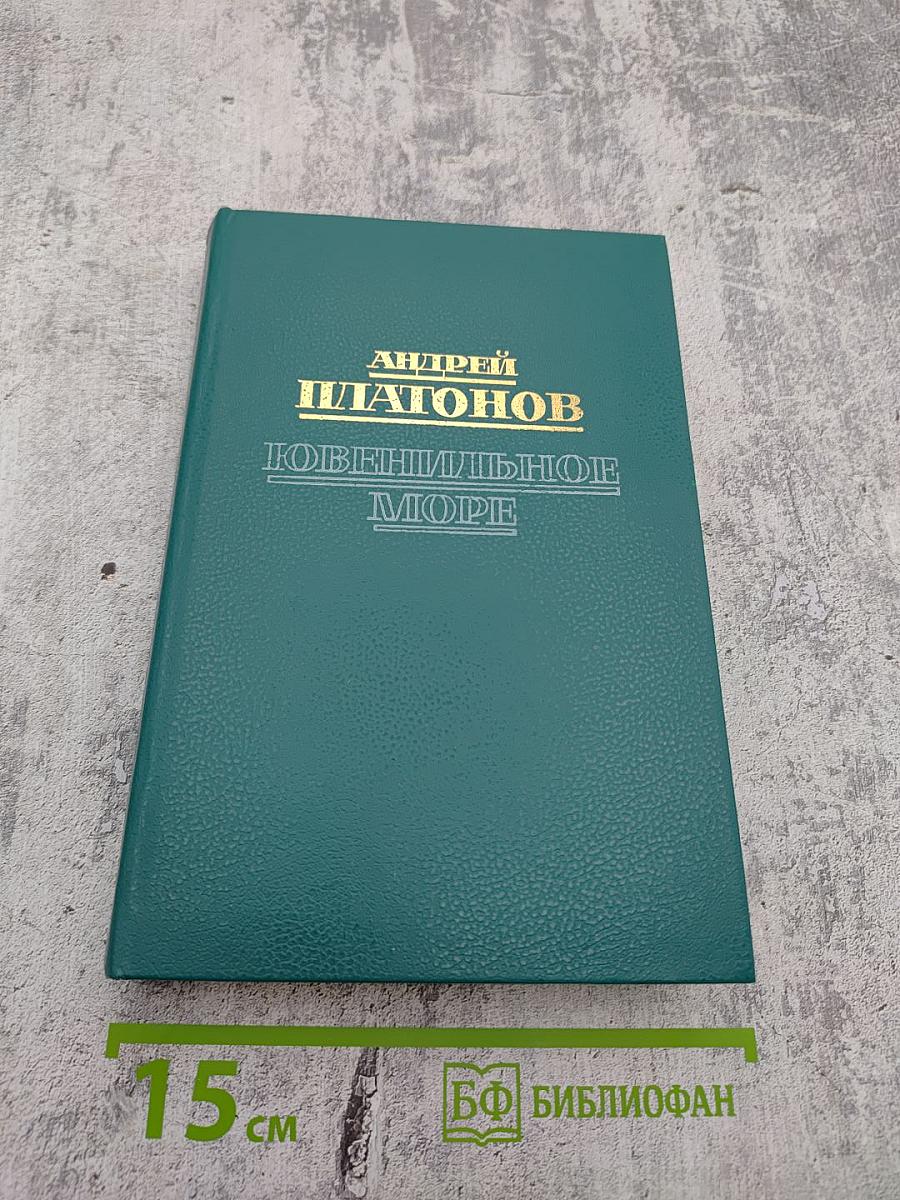 АНДРЕЙ
ПЛАТОНОВ
ЮВЕНИЛЬНОЕ
МОРЕ
15 см
БФ БИБЛИОФАН